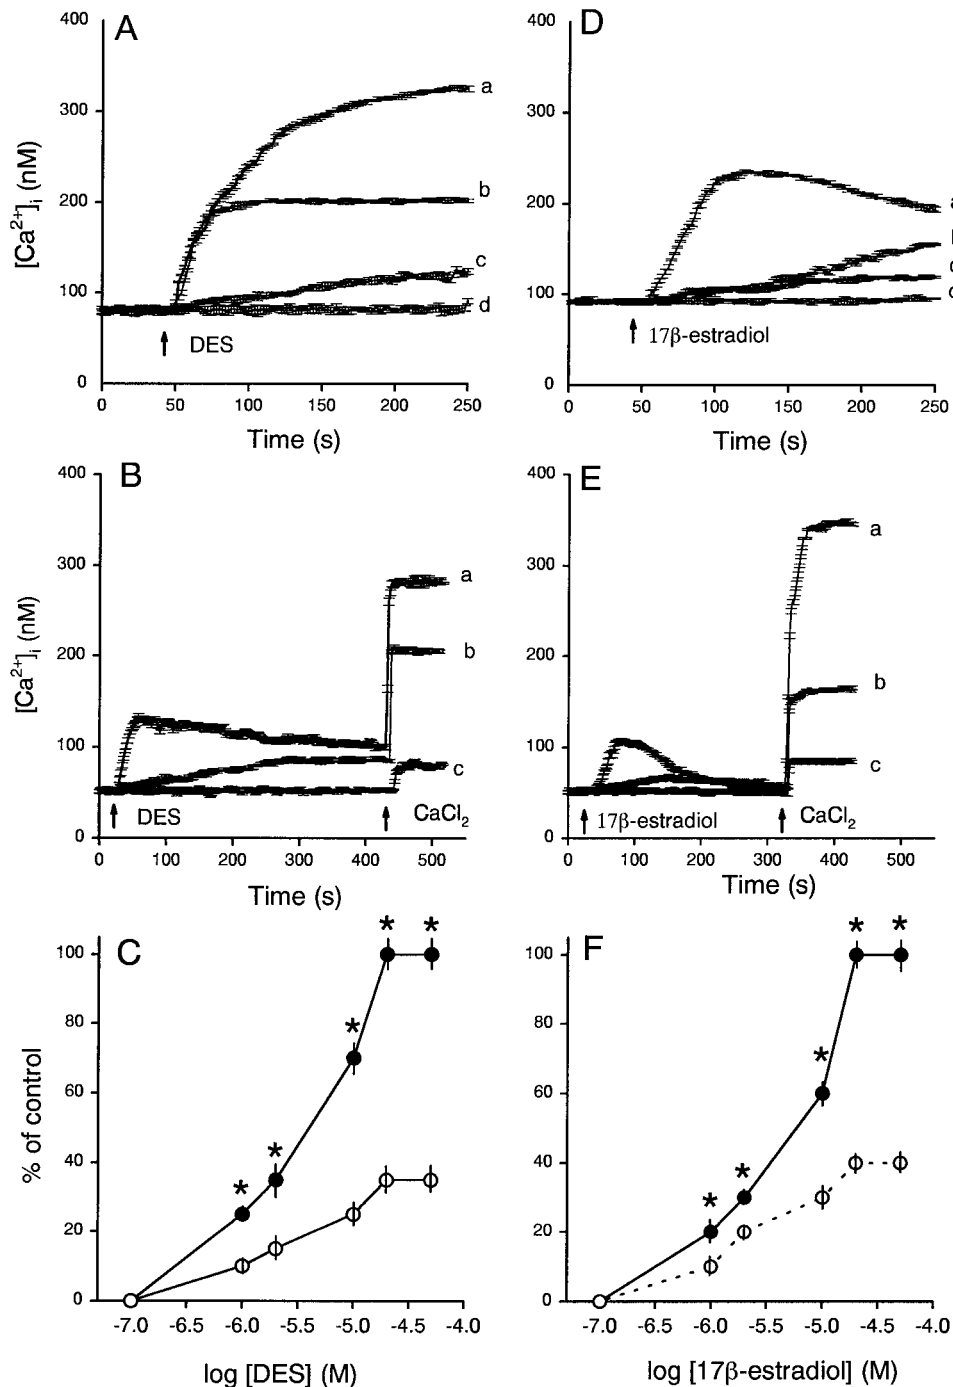 A
400
300
200
100
0
[Ca2+]i (nM)
a
b
c
d
DES
0 50 100 150 200 250
Time (s)
D
400
300
200
100
0
a
c
17β-estradiol
0 50 100 150 200 250
Time (s)
B
400
300
200
100
0
[Ca2+]i (nM)
a
b
c
DES
CaCl2
0 100 200 300 400 500
Time (s)
E
400
300
200
100
0
a
b
c
17β-estradiol
CaCl2
0 100 200 300 400 500
Time (s)
C
100
80
60
40
20
0
% of control
* * * * *
-7.0 -6.5 -6.0 -5.5 -5.0 -4.5 -4.0
log [DES] (M)
F
100
80
60
40
20
0
* * * * *
-7.0 -6.5 -6.0 -5.5 -5.0 -4.5 -4.0
log [17β-estradiol] (M)